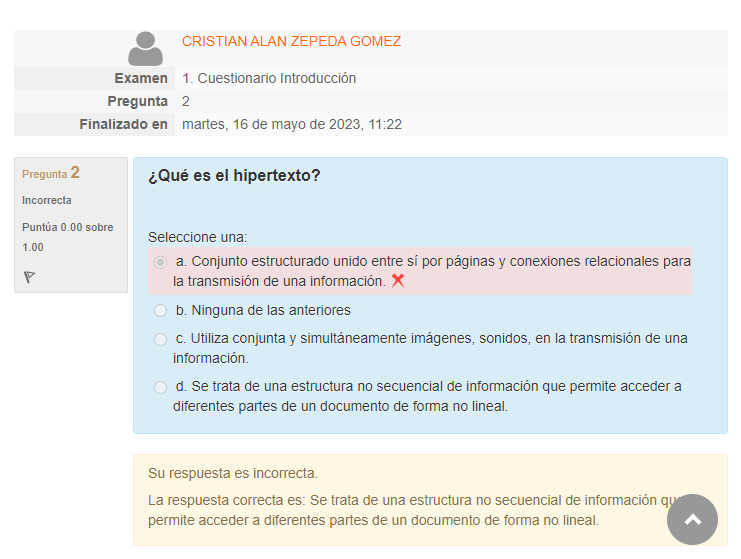 CRISTIAN ALAN ZEPEDA GOMEZ
Examen 1. Cuestionario Introducción
Pregunta 2
Finalizado en martes, 16 de mayo de 2023, 11:22
Pregunta 2
Incorrecta
Puntúa 0.00 sobre
1.00
¿Qué es el hipertexto?
Seleccione una:
a. Conjunto estructurado unido entre sí por páginas y conexiones relacionales para
la transmisión de una información.
b. Ninguna de las anteriores
c. Utiliza conjunta y simultáneamente imágenes, sonidos, en la transmisión de una
información.
d. Se trata de una estructura no secuencial de información que permite acceder a
diferentes partes de un documento de forma no lineal.
Su respuesta es incorrecta.
La respuesta correcta es: Se trata de una estructura no secuencial de información que
permite acceder a diferentes partes de un documento de forma no lineal.